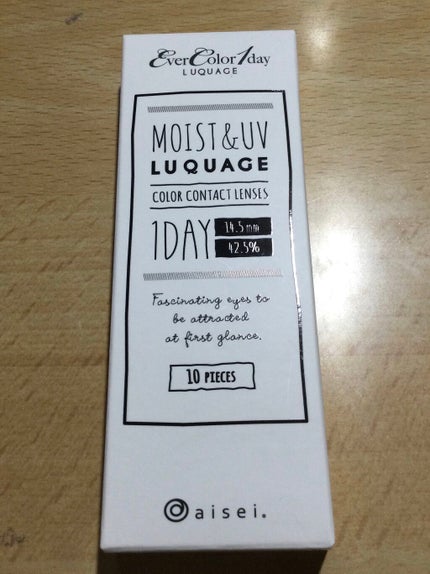 EverColor1day
LUQUAGE
MOIST&UV
LUQUAGE
COLOR CONTACT LENSES
1DAY
14.5mm
42.5%
Fascinating eyes to
be attracted
at first glance.
10 PIECES
aisei.